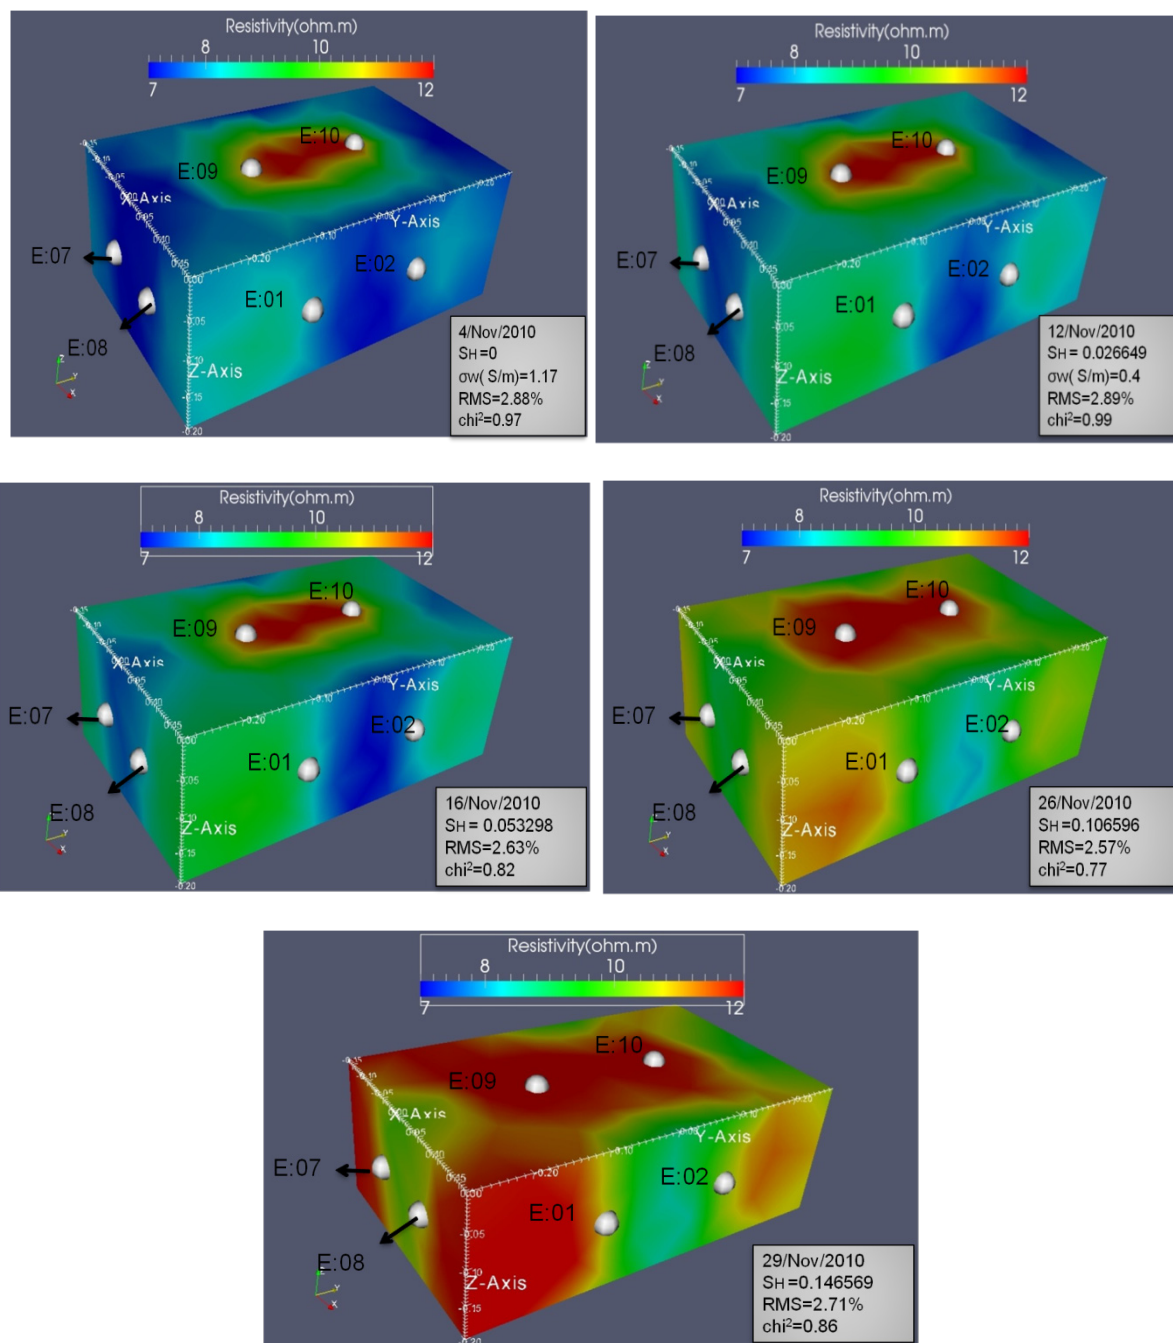 Resistivity(ohm.m)
8 10
7 12
E:10
E:09
X-Axis
Y-Axis
E:07
E:02
E:01
E:08
Z-Axis
4/Nov/2010
SH=0
σw( S/m)=1.17
RMS=2.88%
chi²=0.97
Resistivity(ohm.m)
8 10
7 12
E:10
E:09
X-Axis
Y-Axis
E:07
E:02
E:01
E:08
Z-Axis
12/Nov/2010
SH= 0.026649
σw( S/m)=0.4
RMS=2.89%
chi²=0.99
Resistivity(ohm.m)
8 10
7 12
E:10
E:09
X-Axis
Y-Axis
E:07
E:02
E:01
E:08
Z-Axis
16/Nov/2010
SH= 0.053298
RMS=2.63%
chi²=0.82
Resistivity(ohm.m)
8 10
7 12
E:10
E:09
X-Axis
Y-Axis
E:07
E:02
E:01
E:08
Z-Axis
26/Nov/2010
SH=0.106596
RMS=2.57%
chi²=0.77
Resistivity(ohm.m)
8 10
7 12
E:10
E:09
X-Axis
Y-Axis
E:07
E:02
E:01
E:08
Z-Axis
29/Nov/2010
SH=0.146569
RMS=2.71%
chi²=0.86